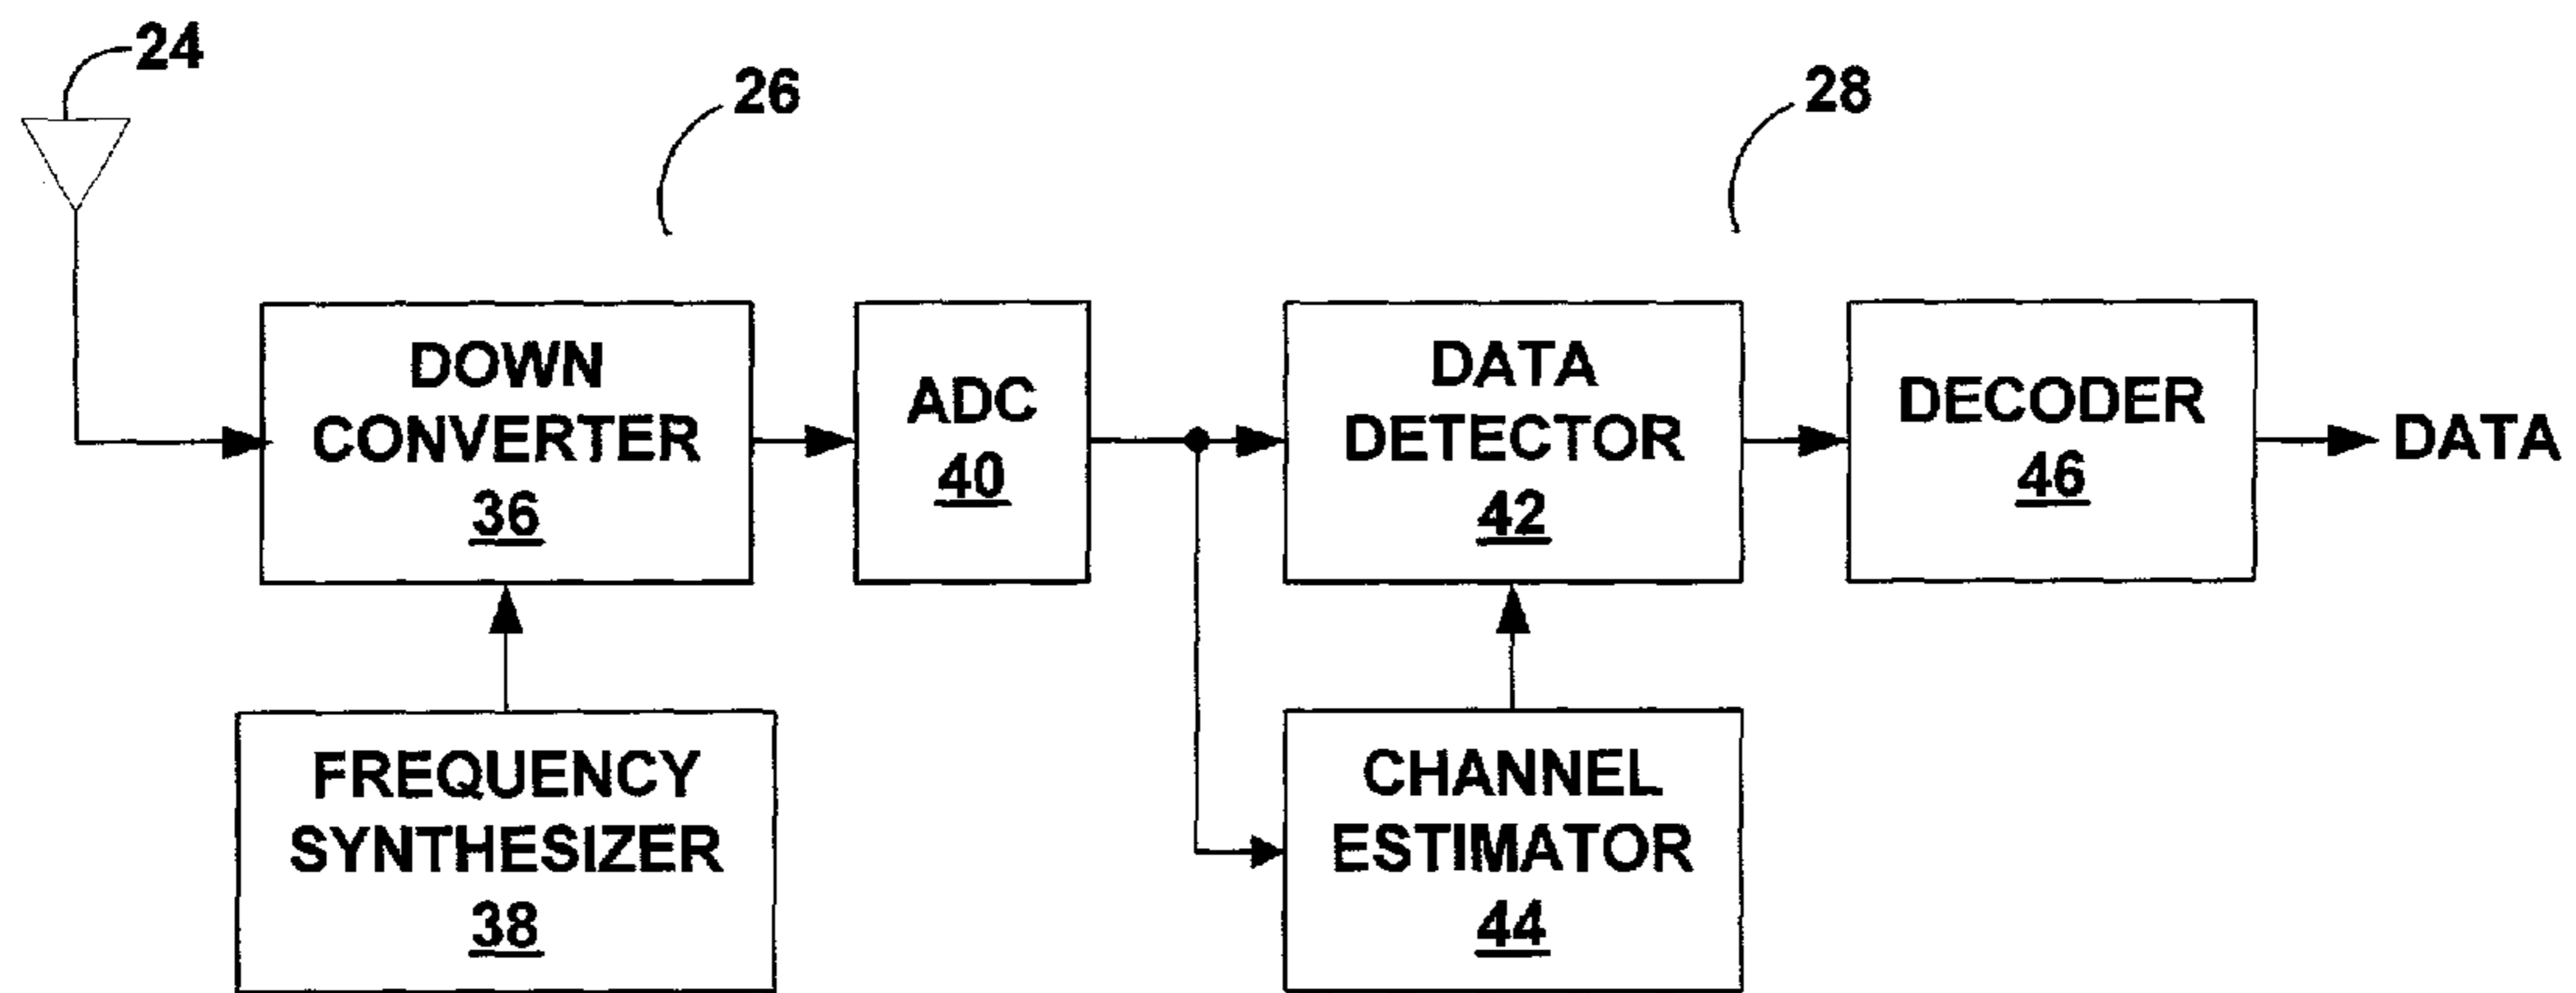 24
26
28
DOWN
CONVERTER
36
ADC
40
DATA
DETECTOR
42
DECODER
46
DATA
FREQUENCY
SYNTHESIZER
38
CHANNEL
ESTIMATOR
44